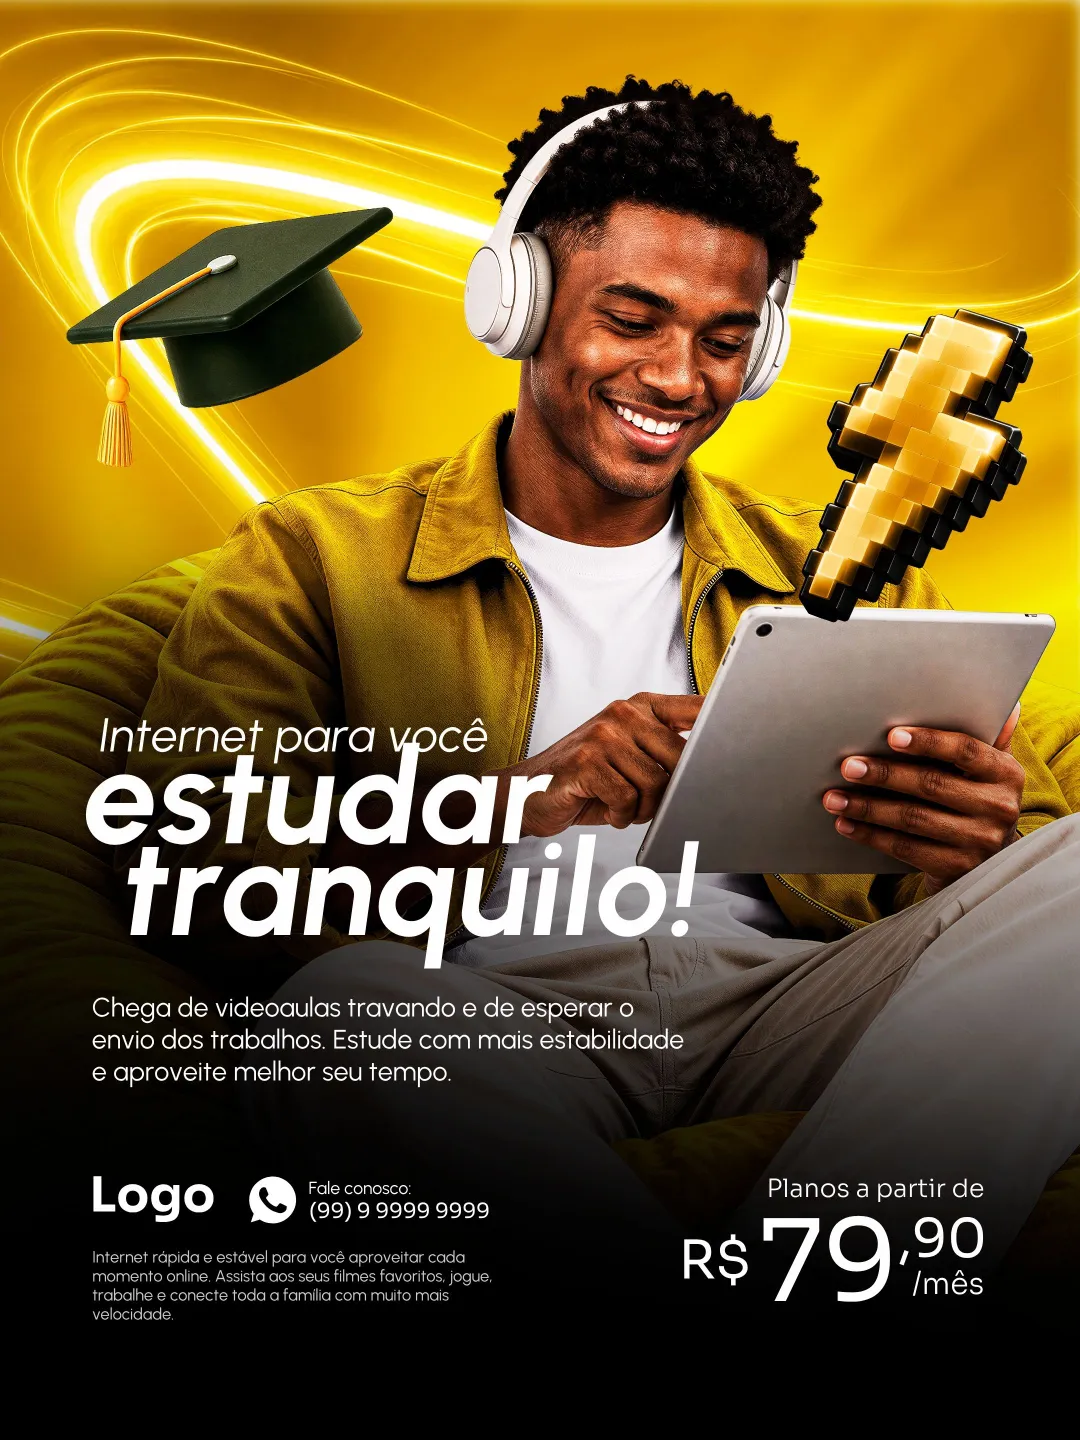 Internet para você
estudar
tranquilo!
Chega de videoaulas travando e de esperar o
envio dos trabalhos. Estude com mais estabilidade
e aproveite melhor seu tempo.
Logo
Fale conosco:
(99) 9 9999 9999
Internet rápida e estável para você aproveitar cada
momento online. Assista aos seus filmes favoritos, jogue,
trabalhe e conecte toda a família com muito mais
velocidade.
Planos a partir de
R$79,90
/mês